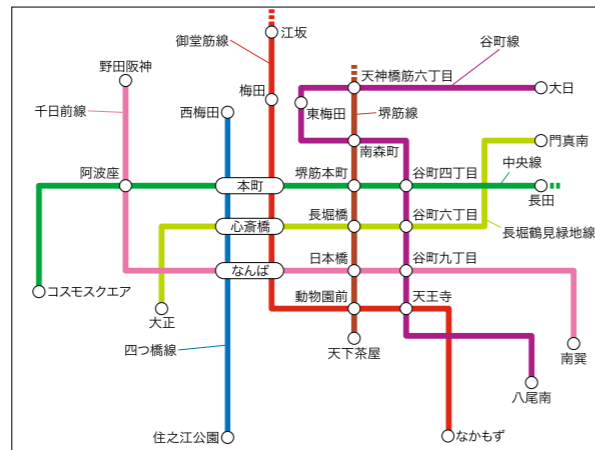 江坂
御堂筋線
谷町線
野田阪神
天神橋筋六丁目
梅田
大日
千日前線
西梅田
東梅田
堺筋線
門真南
南森町
中央線
阿波座
本町
堺筋本町
谷町四丁目
長田
心斎橋
長堀橋
谷町六丁目
長堀鶴見緑地線
なんば
日本橋
谷町九丁目
コスモスクエア
大正
動物園前
天王寺
四つ橋線
天下茶屋
南巽
八尾南
住之江公園
なかもず